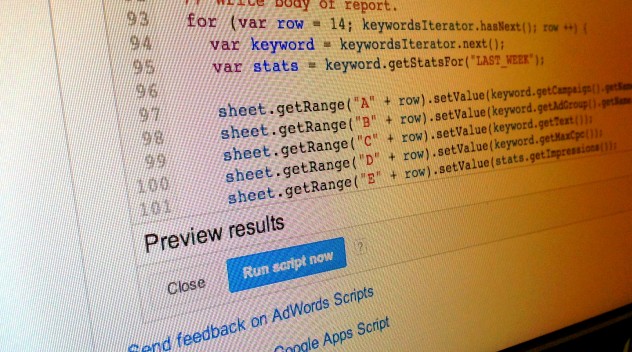 // Write body of report.
93 for (var row = 14; keywordsIterator.hasNext(); row ++) {
94 var keyword = keywordsIterator.next();
95 var stats = keyword.getStatsFor("LAST_WEEK");
96
97 sheet.getRange("A" + row).setValue(keyword.getCampaign().getName
98 sheet.getRange("B" + row).setValue(keyword.getAdGroup().getName
99 sheet.getRange("C" + row).setValue(keyword.getText());
100 sheet.getRange("D" + row).setValue(keyword.getMaxCpc());
101 sheet.getRange("E" + row).setValue(stats.getImpressions());
Preview results
Close Run script now ?
Send feedback on AdWords Scripts
Google Apps Script